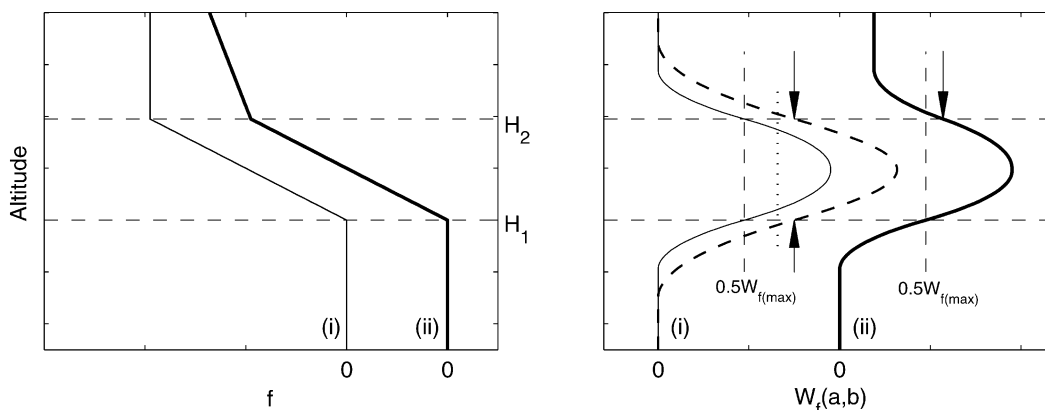 Altitude
H2
H1
(i)
(ii)
0
0
f
0.5Wf(max)
0.5Wf(max)
(i)
(ii)
0
0
Wf(a,b)